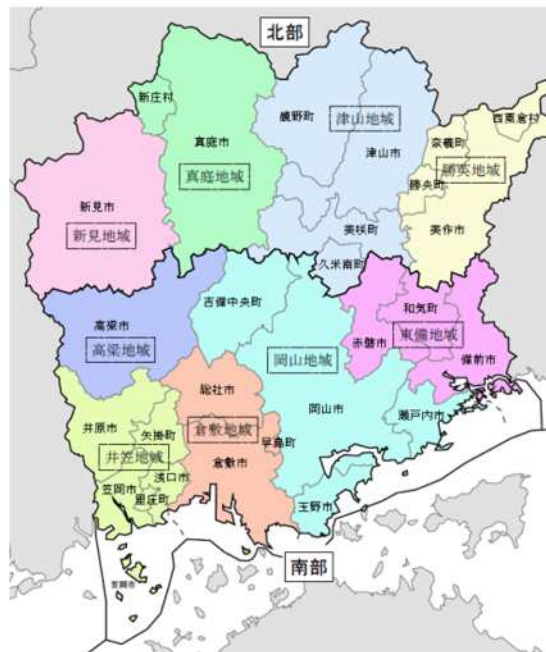 北部
新庄村
鏡野町
津山地域
西粟倉村
真庭市
津山市
奈義町
真庭地域
勝央町
勝英地域
新見市
新見地域
美咲町
美作市
久米南町
吉備中央町
和気町
高梁市
東備地域
赤磐市
高梁地域
岡山地域
備前市
総社市
岡山市
瀬戸内市
井原市
矢掛町
倉敷地域
早島町
井笠地域
倉敷市
浅口市
笠岡市
里庄町
玉野市
南部
笠岡市